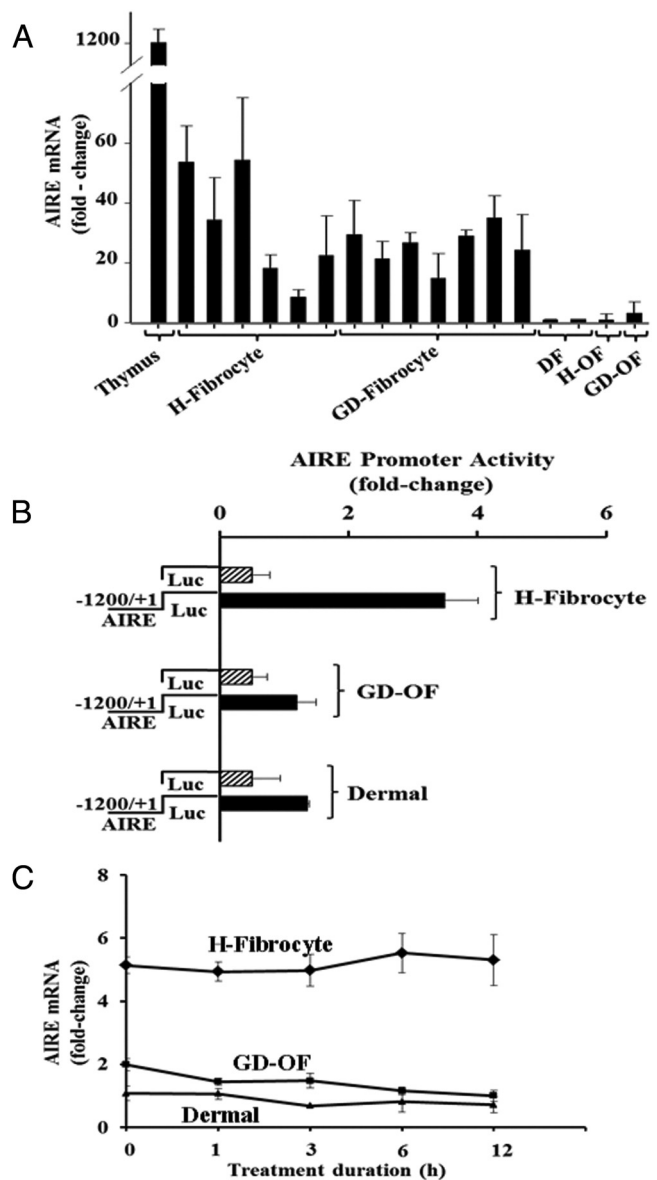 A
AIRE mRNA
(fold - change)
1200
60
40
20
0
Thymus
H-Fibrocyte
GD-Fibrocyte
DF
H-OF
GD-OF
B
AIRE Promoter Activity
(fold-change)
0 2 4 6
Luc
-1200/+1
AIRE Luc
H-Fibrocyte
Luc
-1200/+1
AIRE Luc
GD-OF
Luc
-1200/+1
AIRE Luc
Dermal
C
AIRE mRNA
(fold-change)
8
6
4
2
0
H-Fibrocyte
GD-OF
Dermal
0 1 3 6 12
Treatment duration (h)